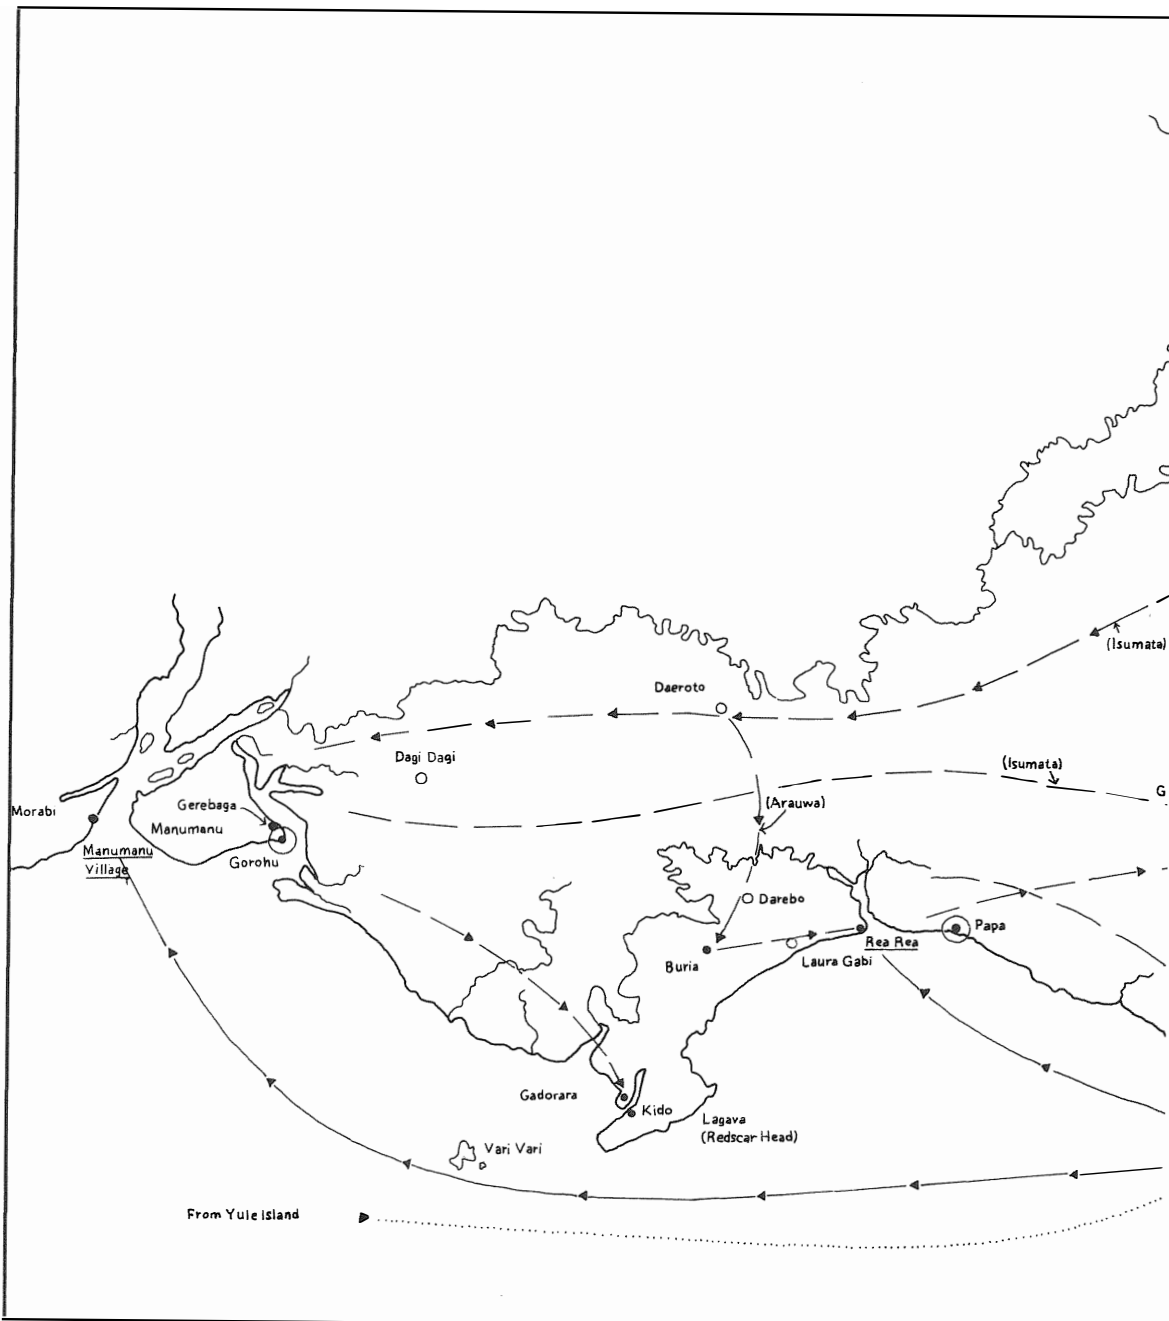 (Isumata)
Daeroto
Dagi Dagi
(Isumata)
G
Morabi
Gerebaga
(Arauwa)
Manumanu
Manumanu
Village
Gorohu
Darebo
Papa
Rea Rea
Buria
Laura Gabi
Gadorara
Kido
Lagava
(Redscar Head)
Vari Vari
From Yule Island